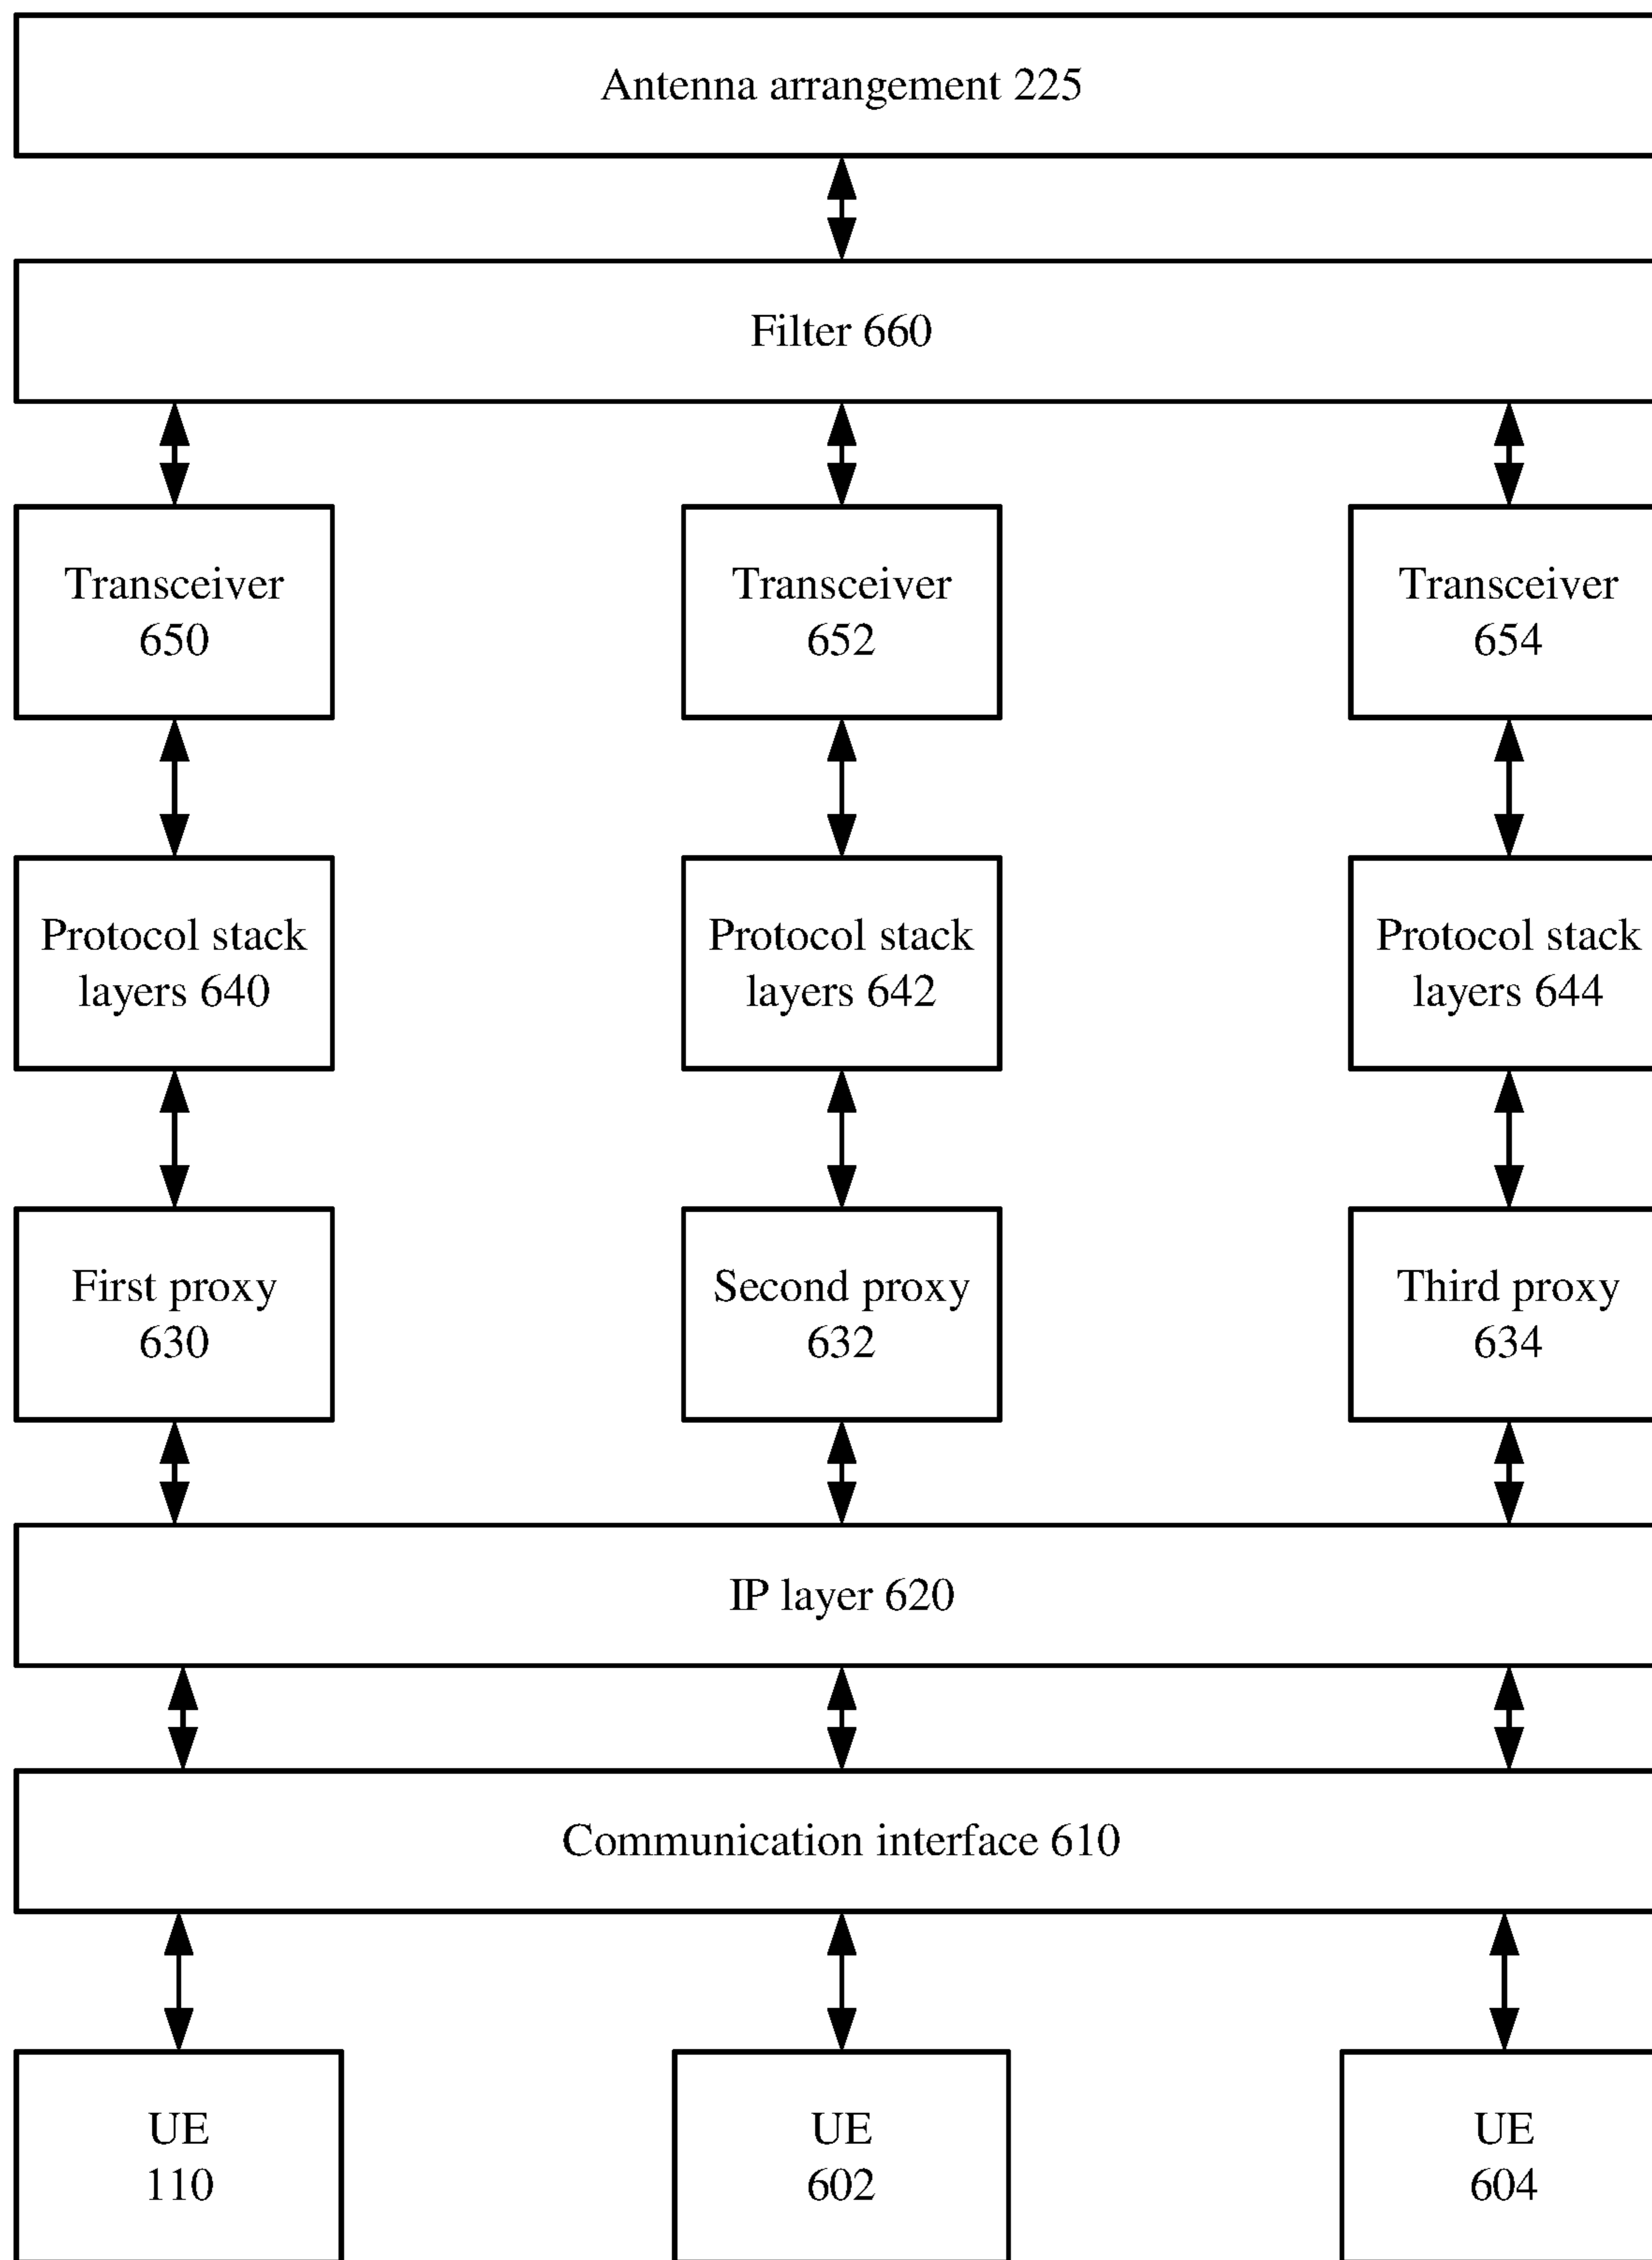 Antenna arrangement 225
Filter 660
Transceiver
650
Transceiver
652
Transceiver
654
Protocol stack
layers 640
Protocol stack
layers 642
Protocol stack
layers 644
First proxy
630
Second proxy
632
Third proxy
634
IP layer 620
Communication interface 610
UE
110
UE
602
UE
604